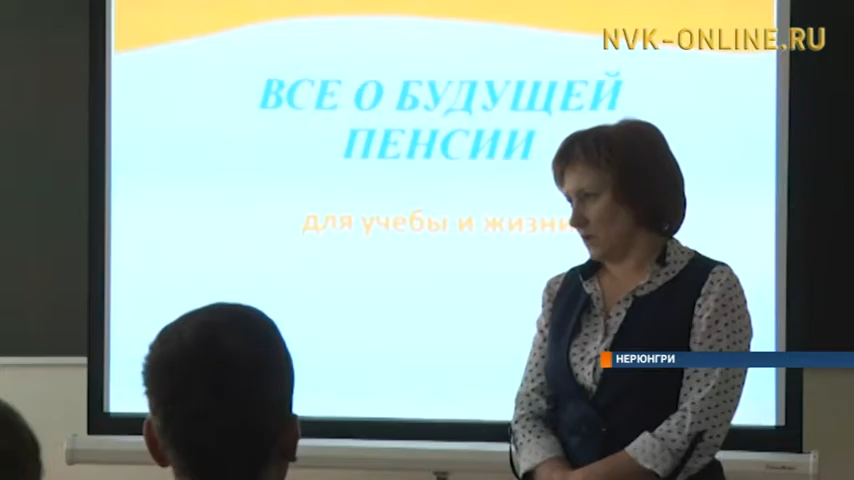 NVK-ONLINE.RU
ВСЕ О БУДУЩЕЙ
ПЕНСИИ
для учебы и жизни
НЕРЮНГРИ